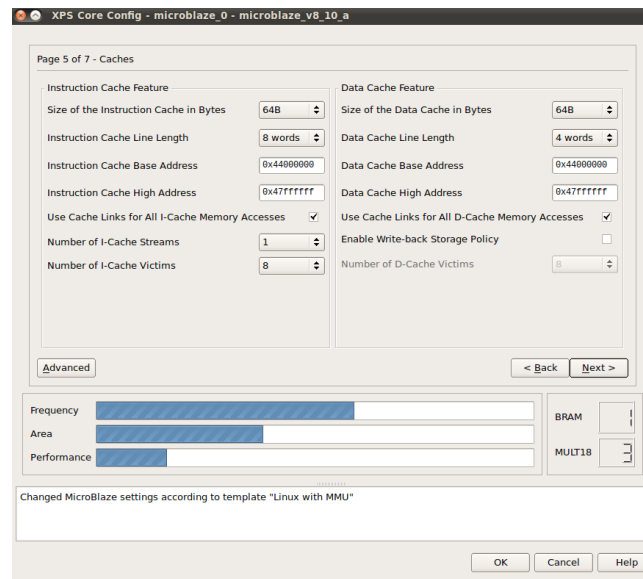 XPS Core Config - microblaze_0 - microblaze_v8_10_a
Page 5 of 7 - Caches
Instruction Cache Feature
Size of the Instruction Cache in Bytes 64B
Instruction Cache Line Length 8 words
Instruction Cache Base Address 0x44000000
Instruction Cache High Address 0x47ffffff
Use Cache Links for All I-Cache Memory Accesses
Number of I-Cache Streams 1
Number of I-Cache Victims 8
Data Cache Feature
Size of the Data Cache in Bytes 64B
Data Cache Line Length 4 words
Data Cache Base Address 0x44000000
Data Cache High Address 0x47ffffff
Use Cache Links for All D-Cache Memory Accesses
Enable Write-back Storage Policy
Number of D-Cache Victims 8
Advanced
< Back Next >
Frequency
Area
Performance
BRAM 1
MULT18
Changed MicroBlaze settings according to template "Linux with MMU"
OK Cancel Help